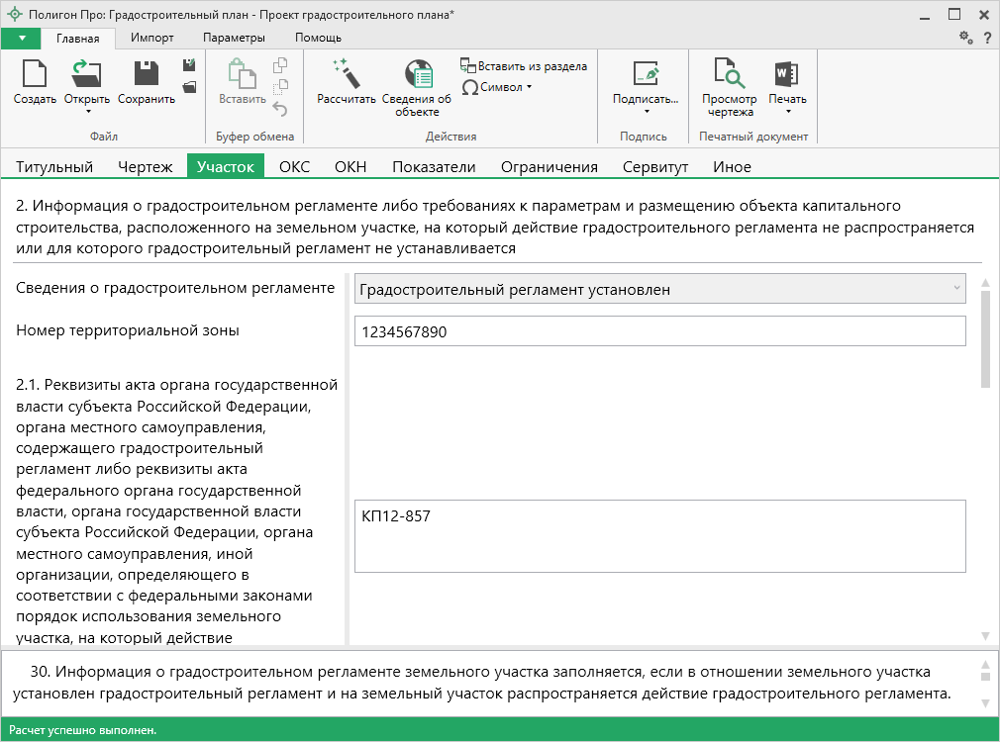 Полигон Про: Градостроительный план - Проект градостроительного плана*
Главная Импорт Параметры Помощь ?
Создать Открыть Сохранить Вставить Рассчитать Сведения об объекте Вставить из раздела Символ Подписать... Просмотр чертежа Печать
Файл Буфер обмена Действия Подпись Печатный документ
Титульный Чертеж Участок ОКС ОКН Показатели Ограничения Сервитут Иное
2. Информация о градостроительном регламенте либо требованиях к параметрам и размещению объекта капитального
строительства, расположенного на земельном участке, на который действие градостроительного регламента не распространяется
или для которого градостроительный регламент не устанавливается
Сведения о градостроительном регламенте Градостроительный регламент установлен
Номер территориальной зоны 1234567890
2.1. Реквизиты акта органа государственной
власти субъекта Российской Федерации,
органа местного самоуправления,
содержащего градостроительный
регламент либо реквизиты акта
федерального органа государственной
власти, органа государственной власти
субъекта Российской Федерации, органа
местного самоуправления, иной
организации, определяющего в
соответствии с федеральными законами
порядок использования земельного
участка, на который действие
КП12-857
30. Информация о градостроительном регламенте земельного участка заполняется, если в отношении земельного участка
установлен градостроительный регламент и на земельный участок распространяется действие градостроительного регламента.
Расчет успешно выполнен.